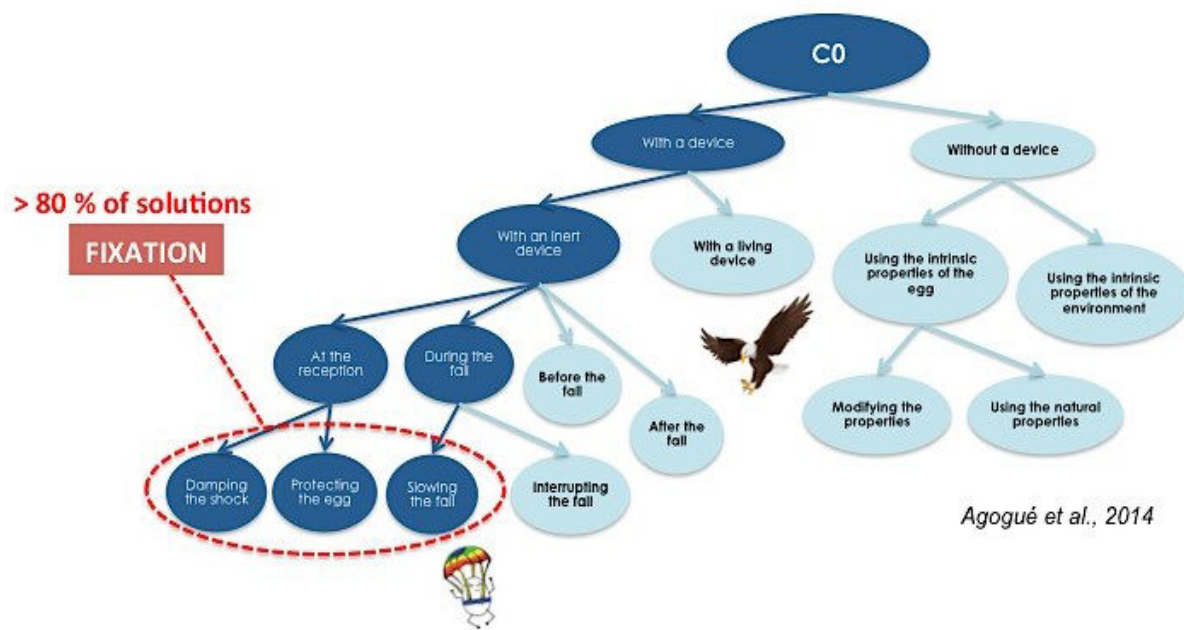 C0
With a device
Without a device
> 80 % of solutions
FIXATION
With an inert
device
With a living
device
Using the intrinsic
properties of the
egg
Using the intrinsic
properties of the
environment
At the
reception
During the
fall
Before the
fall
After the
fall
Modifying the
properties
Using the natural
properties
Damping
the shock
Protecting
the egg
Slowing
the fall
Interrupting
the fall
Agogué et al., 2014